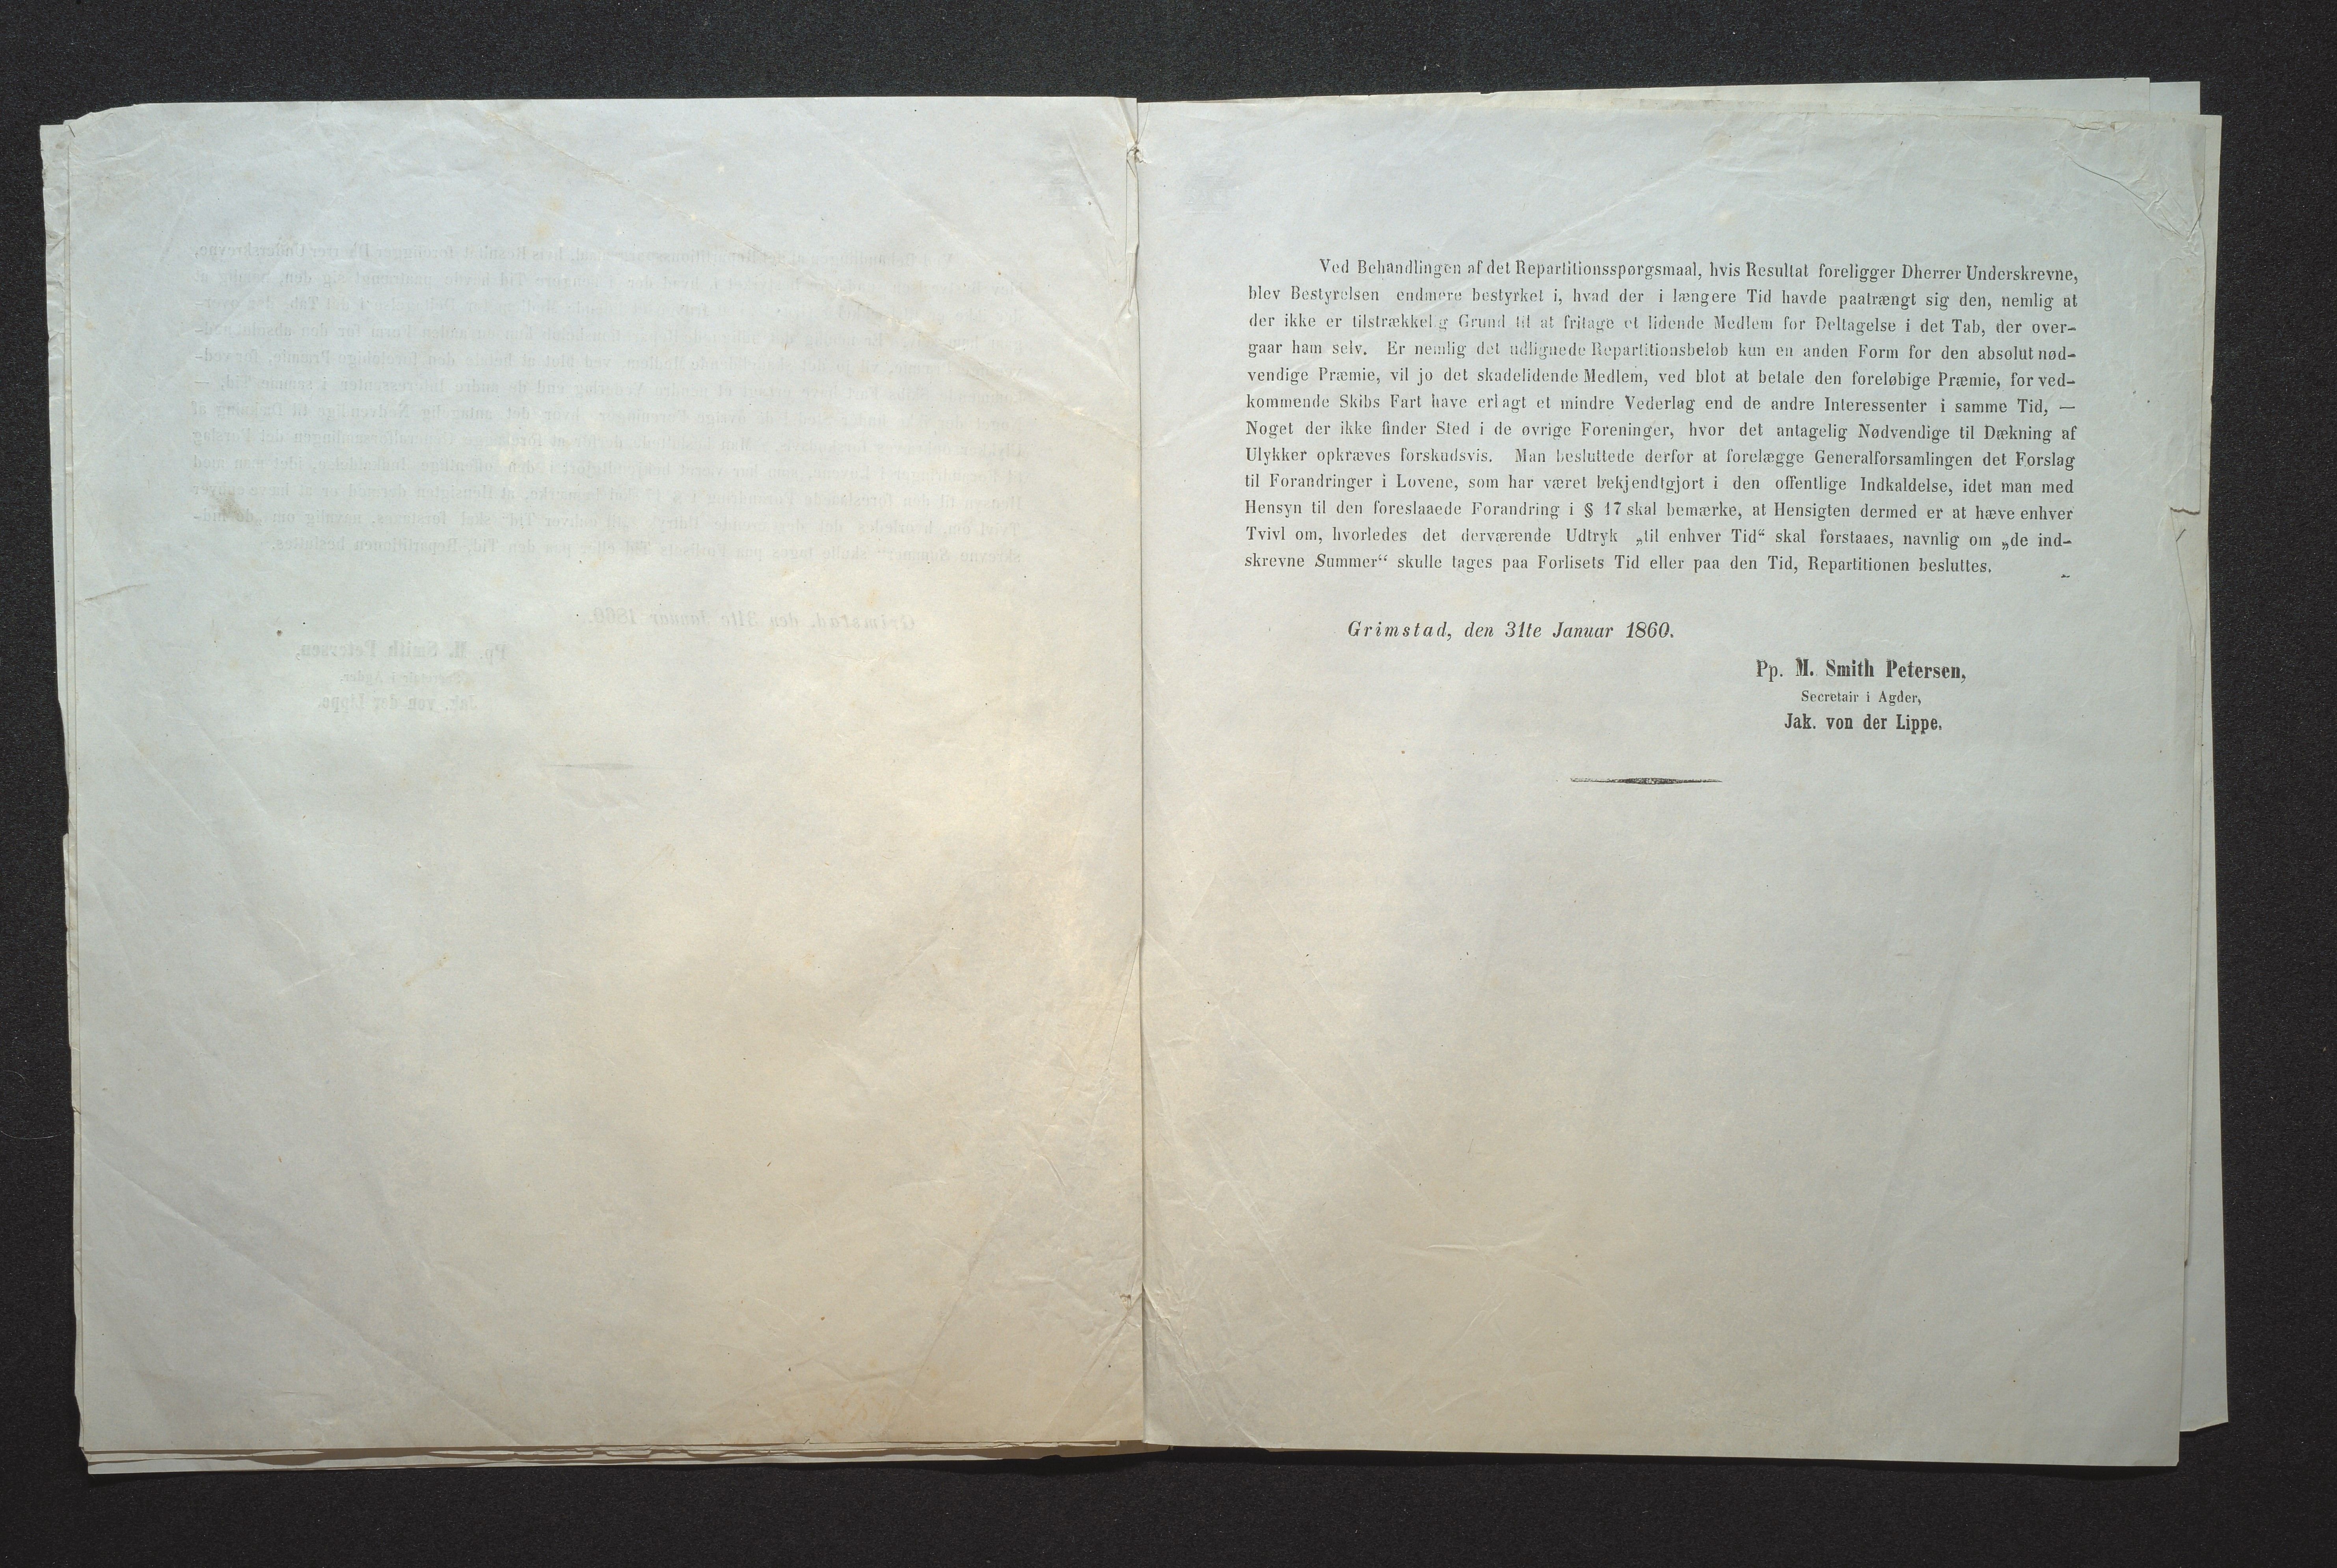 Ved Behandlingen af det Repartitionsspørgsmaal, hvis Resultat foreligger Dherrer Underskrevne,
blev Bestyrelsen endmere bestyrket i, hvad der i længere Tid havde paatrængt sig den, nemlig at
der ikke er tilstrækkelig Grund til at fritage et lidende Medlem for Deltagelse i det Tab, der over-
gaar ham selv. Er nemlig det udlignede Repartitionsbeløb kun en anden Form for den absolut nød-
vendige Præmie, vil jo det skadelidende Medlem, ved blot at betale den foreløbige Præmie, for ved-
kommende Skibs Fart have erlagt et mindre Vederlag end de andre Interessenter i samme Tid, —
Noget der ikke finder Sted i de øvrige Foreninger, hvor det antagelig Nødvendige til Dækning af
Ulykker opkræves forskudsvis. Man besluttede derfor at forelægge Generalforsamlingen det Forslag
til Forandringer i Lovene, som har været bekjendtgjort i den offentlige Indkaldelse, idet man med
Hensyn til den foreslaaede Forandring i § 17 skal bemærke, at Hensigten dermed er at hæve enhver
Tvivl om, hvorledes det derværende Udtryk „til enhver Tid“ skal forstaaes, navnlig om „de ind-
skrevne Summer“ skulle tages paa Forlisets Tid eller paa den Tid, Repartitionen besluttes.
Grimstad, den 31te Januar 1860.
Pp. M. Smith Petersen,
Secretair i Agder,
Jak. von der Lippe.